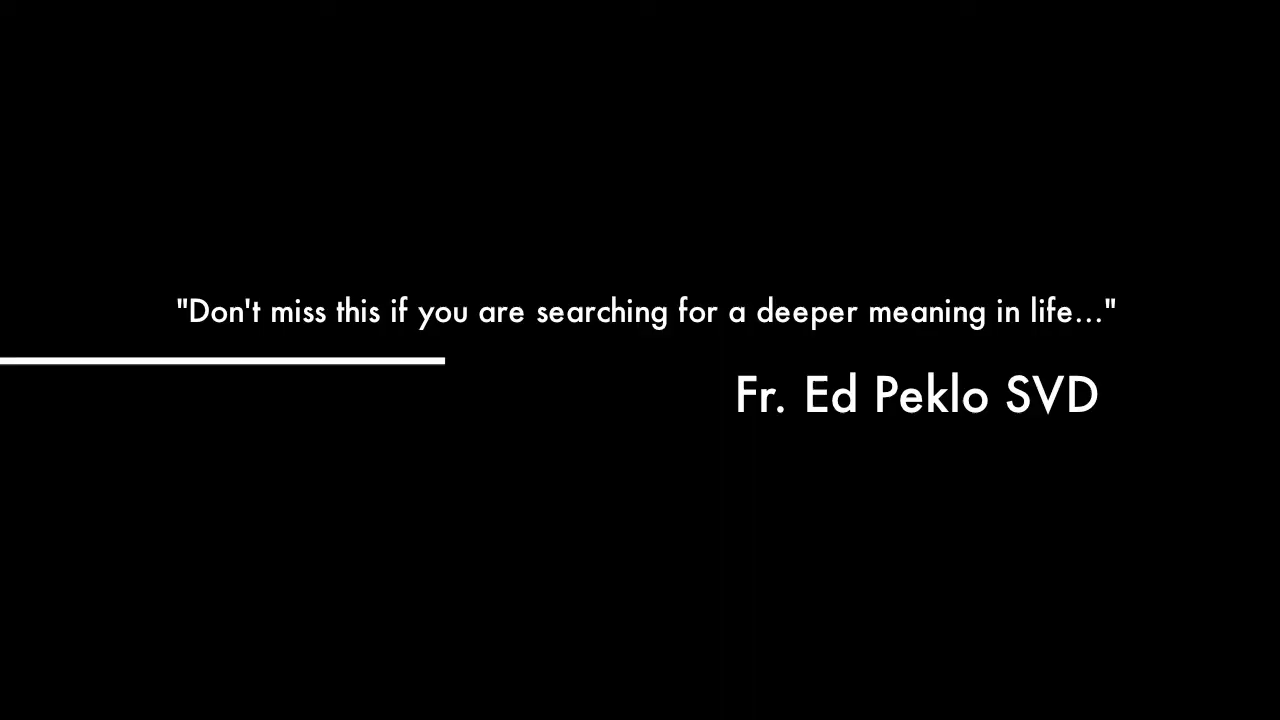 "Don't miss this if you are searching for a deeper meaning in life..."
Fr. Ed Peklo SVD